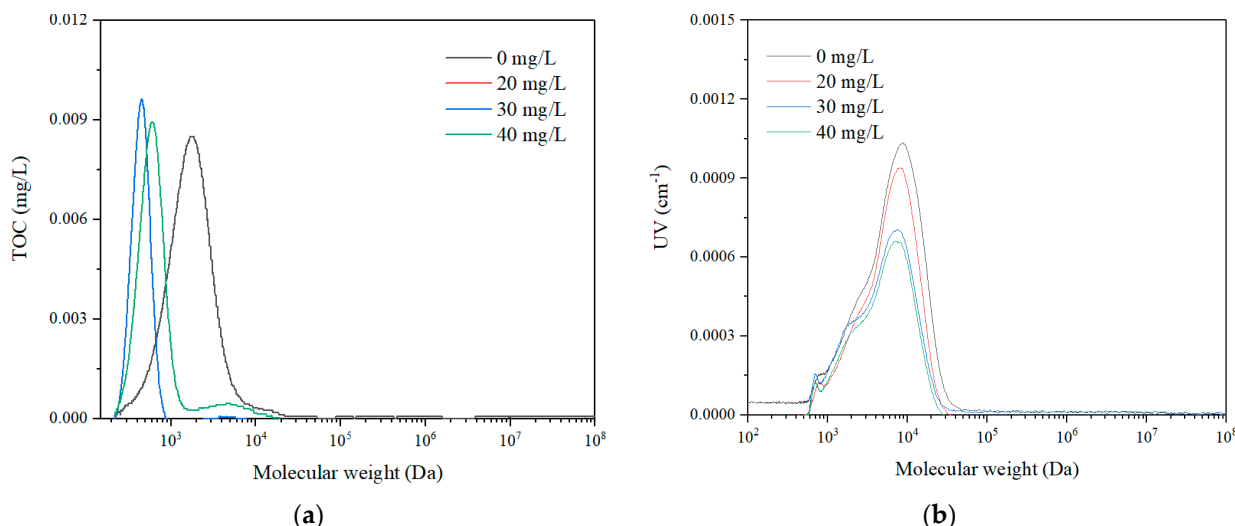 0.012
0.009
0.006
0.003
0.000
TOC (mg/L)
0 mg/L
20 mg/L
30 mg/L
40 mg/L
10³ 10⁴ 10⁵ 10⁶ 10⁷ 10⁸
Molecular weight (Da)
(a)
0.0015
0.0012
0.0009
0.0006
0.0003
0.0000
UV (cm⁻¹)
0 mg/L
20 mg/L
30 mg/L
40 mg/L
10² 10³ 10⁴ 10⁵ 10⁶ 10⁷ 10⁸
Molecular weight (Da)
(b)